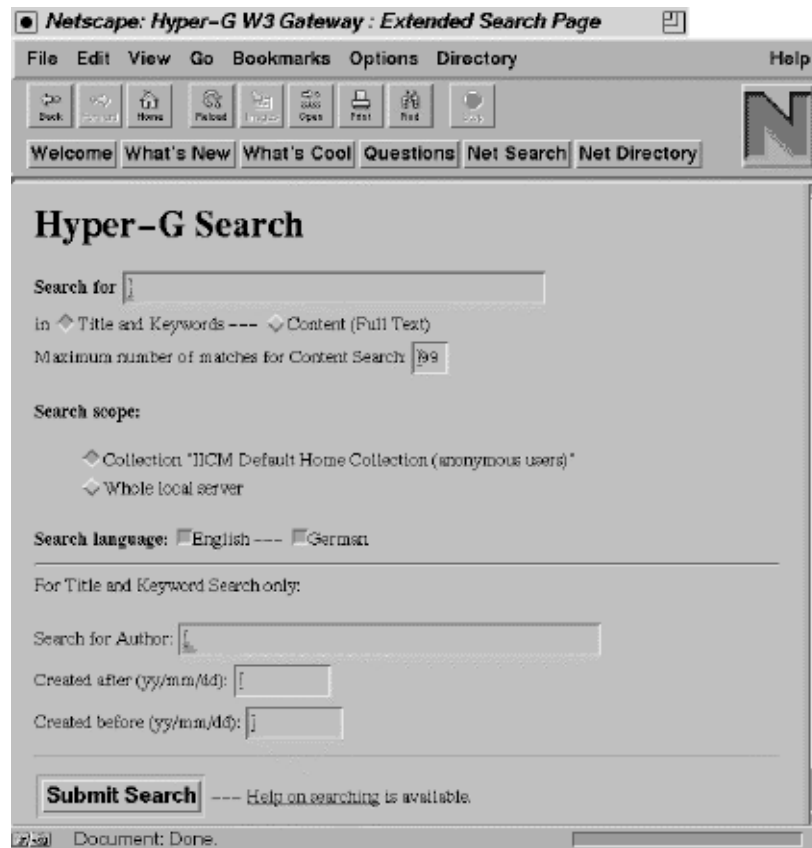 Netscape: Hyper-G W3 Gateway : Extended Search Page
File Edit View Go Bookmarks Options Directory Help
Back Forward Home Reload Images Open Print Find Stop
N
Welcome What's New What's Cool Questions Net Search Net Directory
Hyper-G Search
Search for
in Title and Keywords --- Content (Full Text)
Maximum number of matches for Content Search: 99
Search scope:
Collection "IICM Default Home Collection (anonymous users)"
Whole local server
Search language: English --- German
For Title and Keyword Search only:
Search for Author:
Created after (yy/mm/dd):
Created before (yy/mm/dd):
Submit Search --- Help on searching is available.
Document: Done.